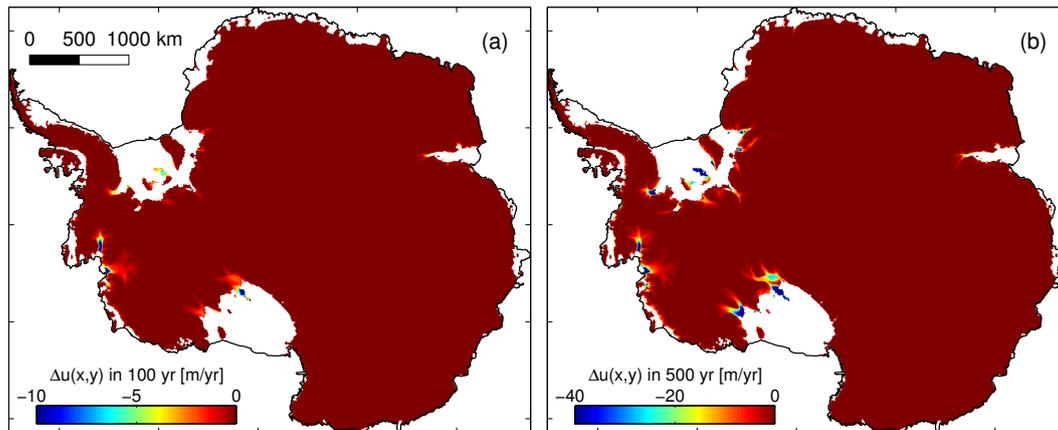 0 500 1000 km
(a)
Δu(x,y) in 100 yr [m/yr]
−10 −5 0
(b)
Δu(x,y) in 500 yr [m/yr]
−40 −20 0